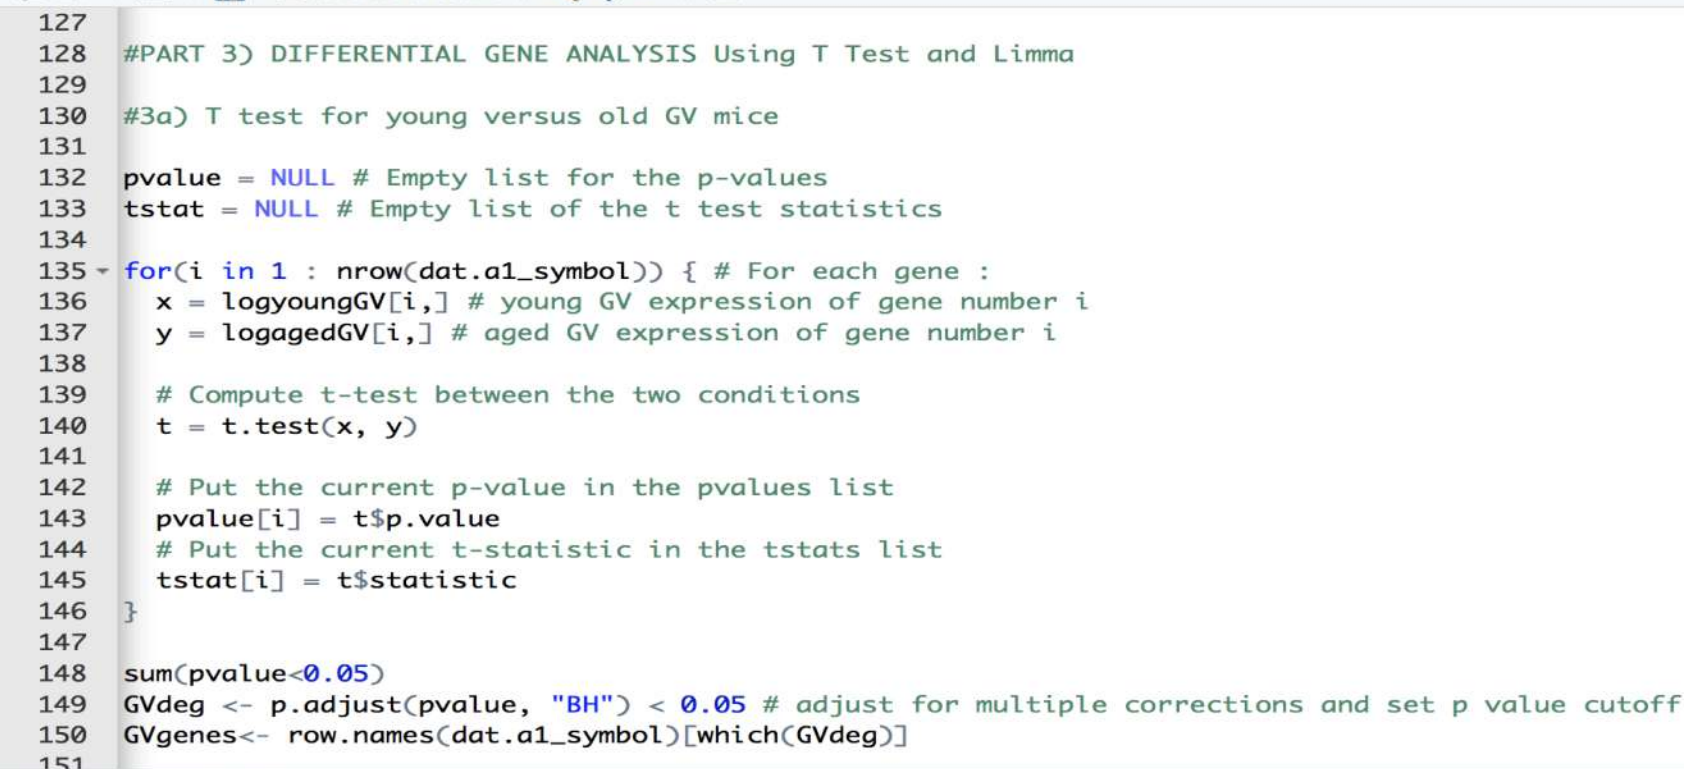 127
128 #PART 3) DIFFERENTIAL GENE ANALYSIS Using T Test and Limma
129
130 #3a) T test for young versus old GV mice
131
132 pvalue = NULL # Empty list for the p-values
133 tstat = NULL # Empty list of the t test statistics
134
135 for(i in 1 : nrow(dat.a1_symbol)) { # For each gene :
136 x = logyoungGV[i,] # young GV expression of gene number i
137 y = logagedGV[i,] # aged GV expression of gene number i
138
139 # Compute t-test between the two conditions
140 t = t.test(x, y)
141
142 # Put the current p-value in the pvalues list
143 pvalue[i] = t$p.value
144 # Put the current t-statistic in the tstats list
145 tstat[i] = t$statistic
146 }
147
148 sum(pvalue<0.05)
149 GVdeg <- p.adjust(pvalue, "BH") < 0.05 # adjust for multiple corrections and set p value cutoff
150 GVgenes<- row.names(dat.a1_symbol)[which(GVdeg)]
151